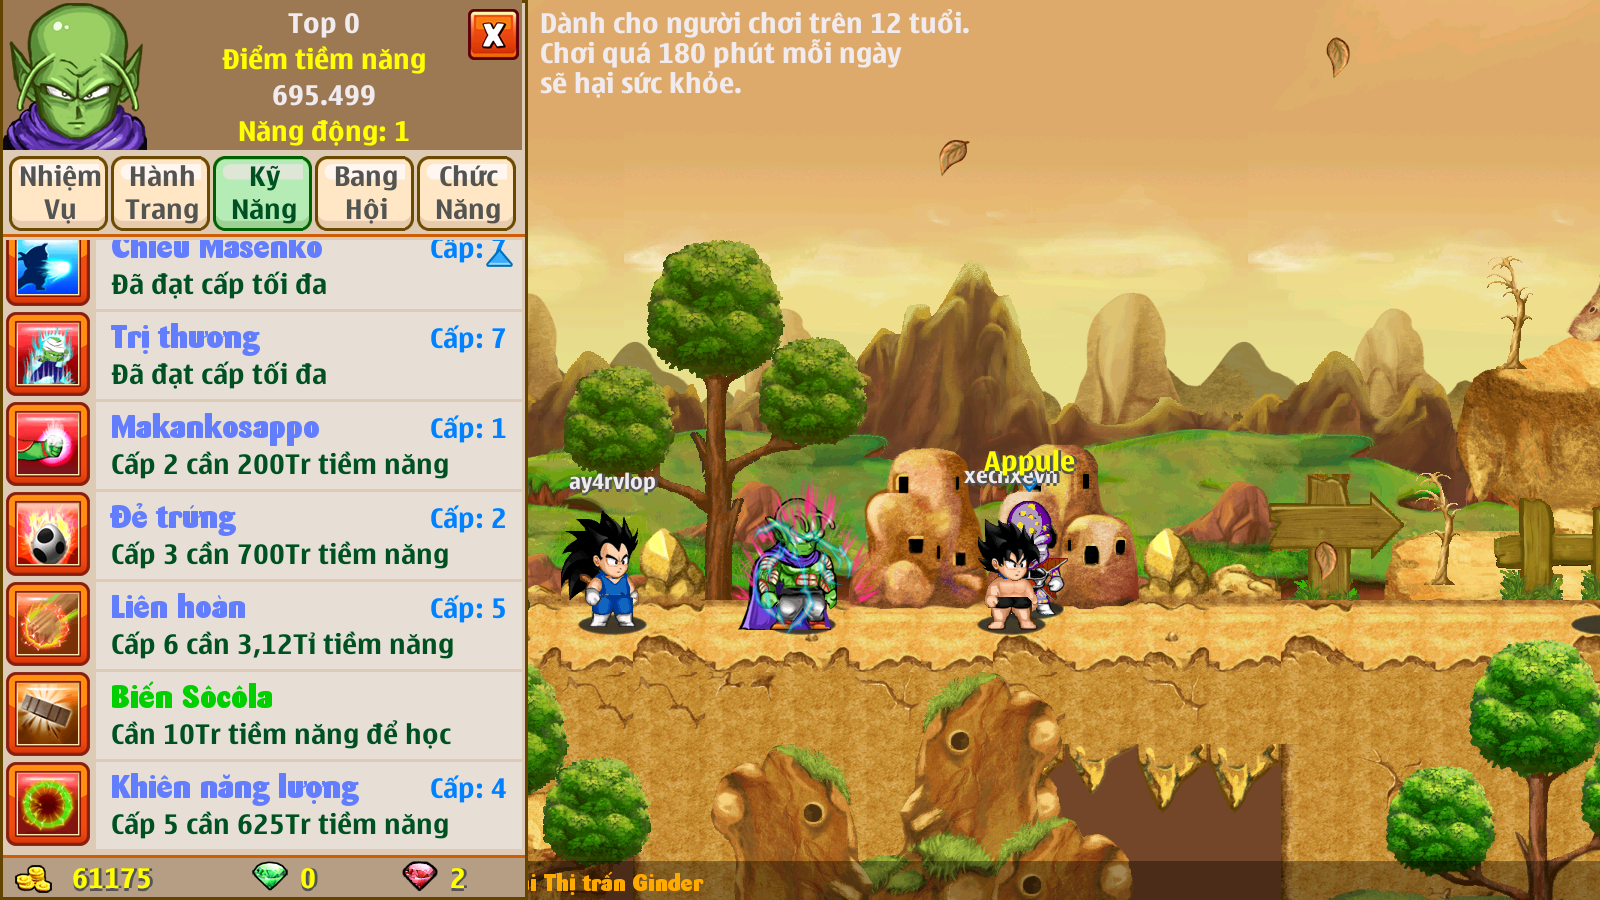 Top 0
Điểm tiềm năng
695.499
Năng động: 1
X
Nhiệm Vụ
Hành Trang
Kỹ Năng
Bang Hội
Chức Năng
Chiêu Masenko Cấp: 7
Đã đạt cấp tối đa
Trị thương Cấp: 7
Đã đạt cấp tối đa
Makankosappo Cấp: 1
Cấp 2 cần 200Tr tiềm năng
Đẻ trứng Cấp: 2
Cấp 3 cần 700Tr tiềm năng
Liên hoàn Cấp: 5
Cấp 6 cần 3,12Tỉ tiềm năng
Biến Sôcôla
Cần 10Tr tiềm năng để học
Khiên năng lượng Cấp: 4
Cấp 5 cần 625Tr tiềm năng
61175 0 2
Dành cho người chơi trên 12 tuổi.
Chơi quá 180 phút mỗi ngày
sẽ hại sức khỏe.
ay4rvlop
Appule
Thị trấn Ginder